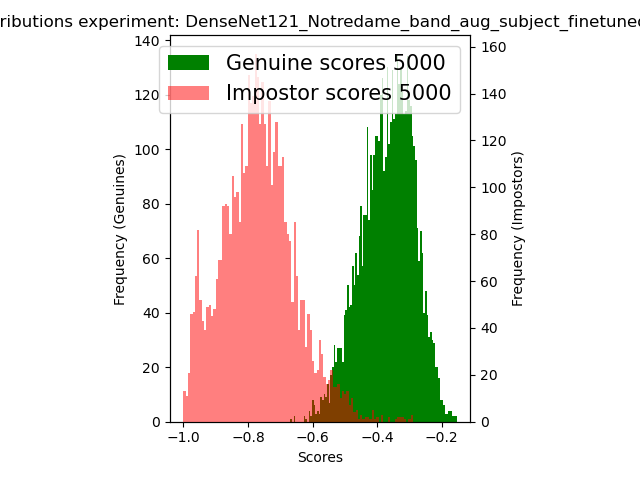 ributions experiment: DenseNet121_Notredame_band_aug_subject_finetuned
Genuine scores 5000
Impostor scores 5000
Frequency (Genuines)
140
120
100
80
60
40
20
0
160
140
120
100
80
60
40
20
0
Frequency (Impostors)
−1.0 −0.8 −0.6 −0.4 −0.2
Scores